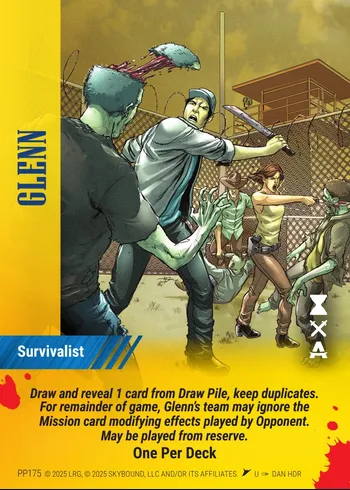 GLENN
Survivalist
Draw and reveal 1 card from Draw Pile, keep duplicates.
For remainder of game, Glenn's team may ignore the
Mission card modifying effects played by Opponent.
May be played from reserve.
One Per Deck
PP175 © 2025 LRG, © 2025 SKYBOUND, LLC AND/OR ITS AFFILIATES. U ⇨ DAN HDR